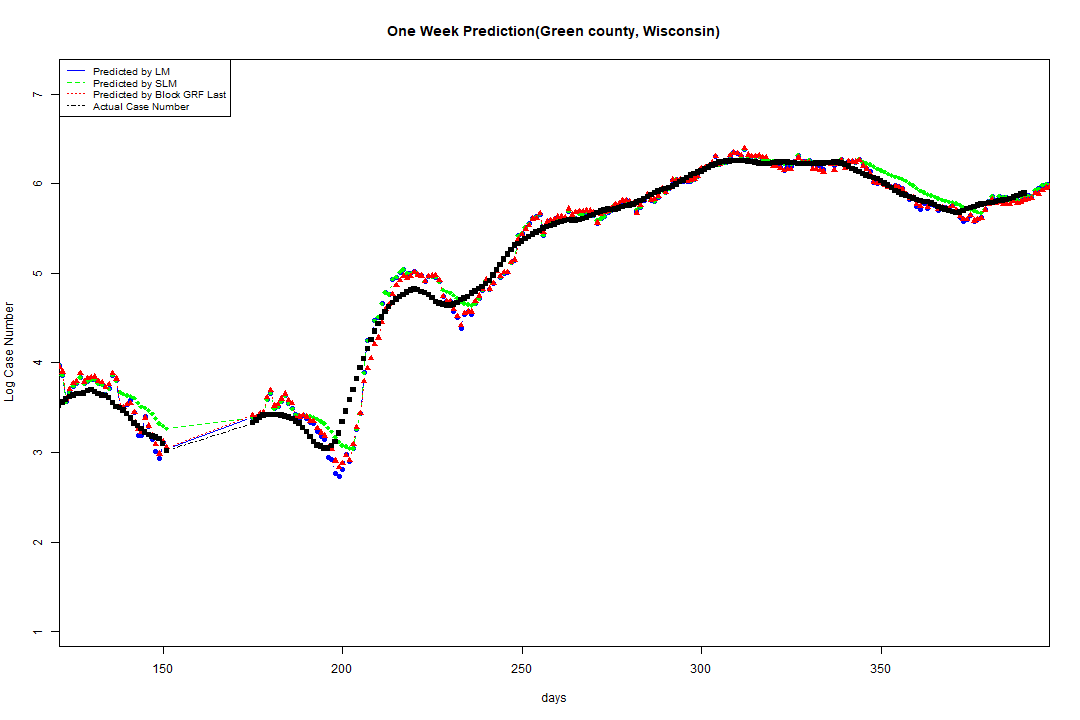 One Week Prediction(Green county, Wisconsin)
Predicted by LM
Predicted by SLM
Predicted by Block GRF Last
Actual Case Number
7
6
5
4
3
2
1
Log Case Number
150 200 250 300 350
days